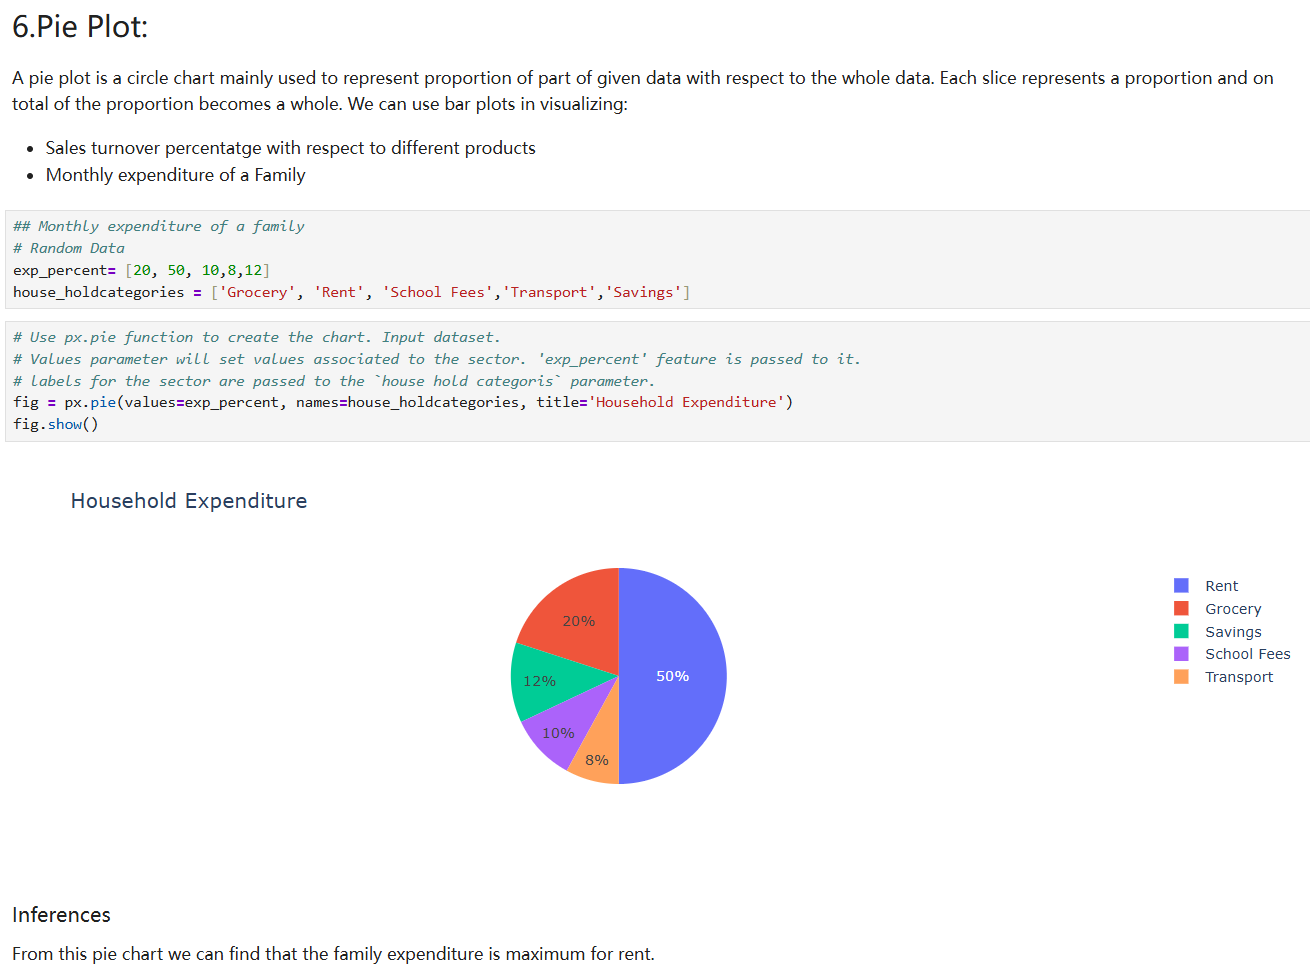 6.Pie Plot:
A pie plot is a circle chart mainly used to represent proportion of part of given data with respect to the whole data. Each slice represents a proportion and on
total of the proportion becomes a whole. We can use bar plots in visualizing:
• Sales turnover percentatge with respect to different products
• Monthly expenditure of a Family
## Monthly expenditure of a family
# Random Data
exp_percent= [20, 50, 10,8,12]
house_holdcategories = ['Grocery', 'Rent', 'School Fees','Transport','Savings']
# Use px.pie function to create the chart. Input dataset.
# Values parameter will set values associated to the sector. 'exp_percent' feature is passed to it.
# labels for the sector are passed to the `house hold categoris` parameter.
fig = px.pie(values=exp_percent, names=house_holdcategories, title='Household Expenditure')
fig.show()
Household Expenditure
20%
50%
12%
10%
8%
Rent
Grocery
Savings
School Fees
Transport
Inferences
From this pie chart we can find that the family expenditure is maximum for rent.